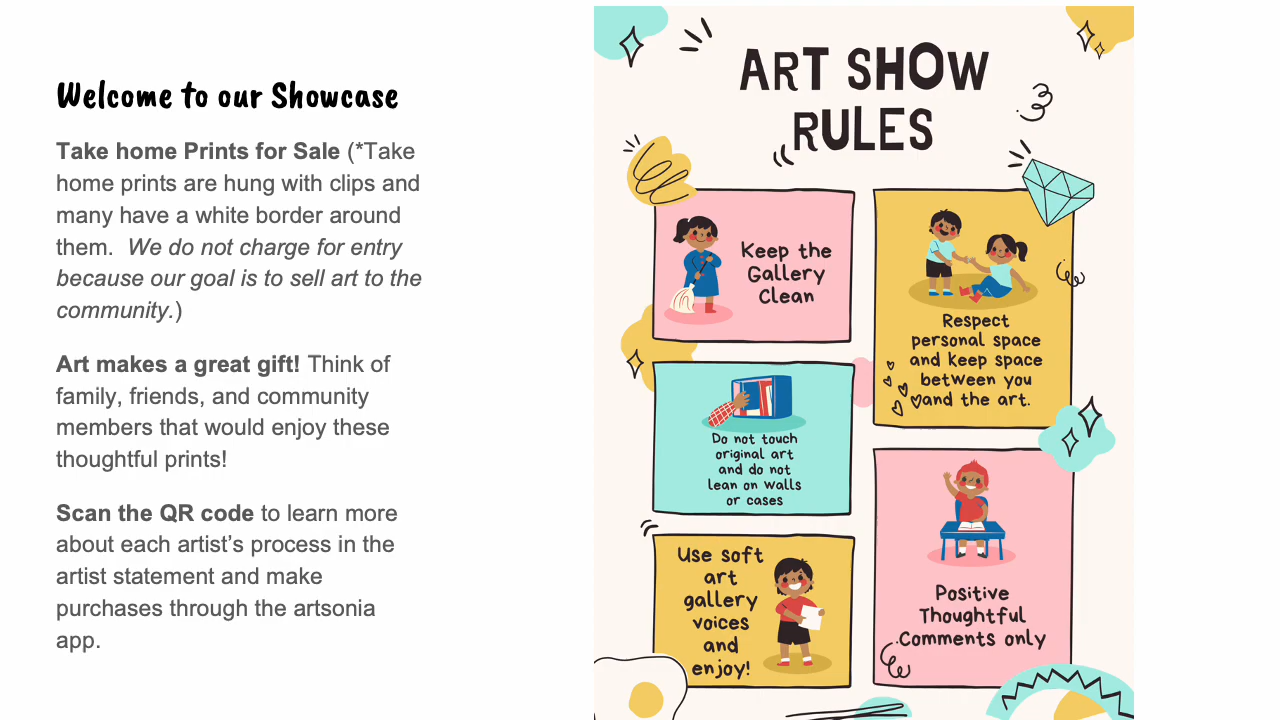 Welcome to our Showcase
Take home Prints for Sale (*Take
home prints are hung with clips and
many have a white border around
them.  We do not charge for entry
because our goal is to sell art to the
community.)
Art makes a great gift! Think of
family, friends, and community
members that would enjoy these
thoughtful prints!
Scan the QR code to learn more
about each artist’s process in the
artist statement and make
purchases through the artsonia
app.
ART SHOW
RULES
Keep the
Gallery
Clean
Respect
personal space
and keep space
between you
and the art.
Do not touch
original art
and do not
lean on walls
or cases
Positive
Thoughtful
Comments only
Use soft
art
gallery
voices
and
enjoy!